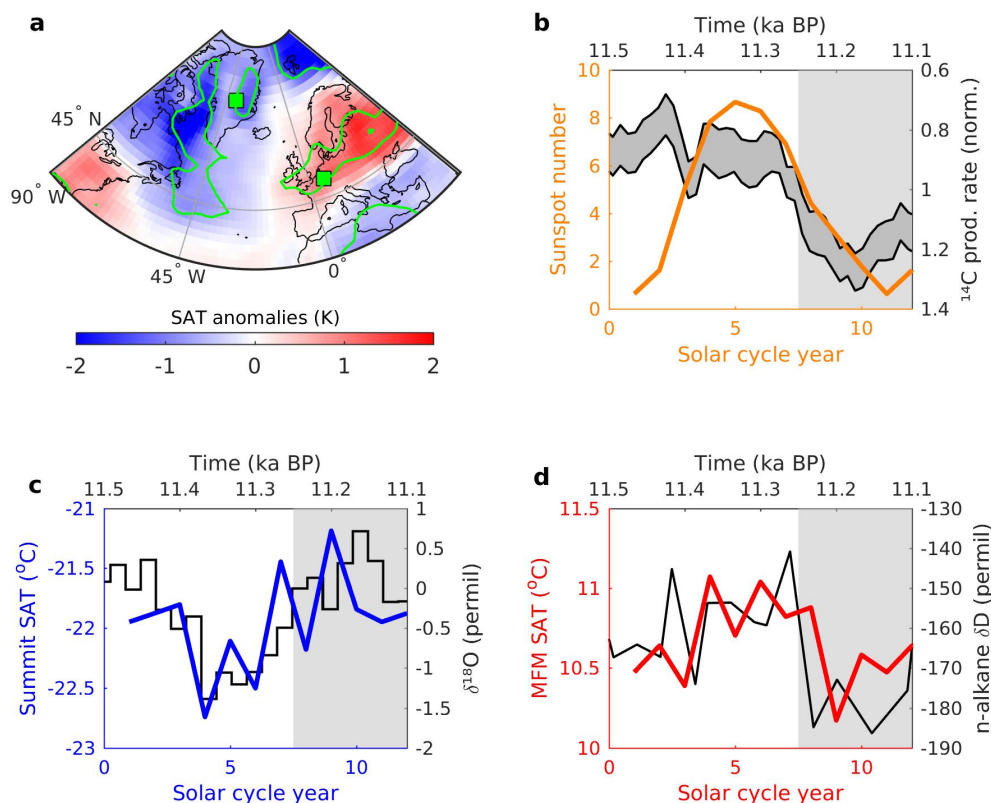 a
45° N
90° W
45° W
0°
SAT anomalies (K)
-2 -1 0 1 2
b
Time (ka BP)
11.5 11.4 11.3 11.2 11.1
Sunspot number
10
8
6
4
2
0
0.6
0.8
1
1.2
1.4
¹⁴C prod. rate (norm.)
0 5 10
Solar cycle year
c
Time (ka BP)
11.5 11.4 11.3 11.2 11.1
Summit SAT (°C)
-21
-21.5
-22
-22.5
-23
1
0.5
0
-0.5
-1
-1.5
-2
δ¹⁸O (permil)
0 5 10
Solar cycle year
d
Time (ka BP)
11.5 11.4 11.3 11.2 11.1
MFM SAT (°C)
11.5
11
10.5
10
-130
-140
-150
-160
-170
-180
-190
n-alkane δD (permil)
0 5 10
Solar cycle year